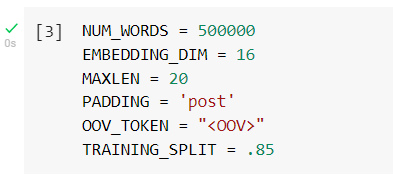 [3] NUM_WORDS = 500000
EMBEDDING_DIM = 16
MAXLEN = 20
PADDING = 'post'
OOV_TOKEN = "<OOV>"
TRAINING_SPLIT = .85
0s